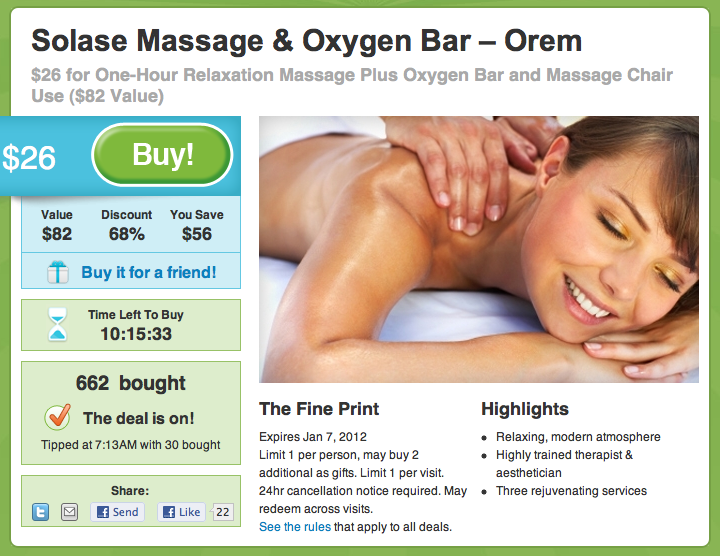 Solase Massage & Oxygen Bar – Orem
$26 for One-Hour Relaxation Massage Plus Oxygen Bar and Massage Chair
Use ($82 Value)
$26
Buy!
Value Discount You Save
$82 68% $56
Buy it for a friend!
Time Left To Buy
10:15:33
662 bought
The deal is on!
Tipped at 7:13AM with 30 bought
Share:
Send Like 22
The Fine Print
Expires Jan 7, 2012
Limit 1 per person, may buy 2
additional as gifts. Limit 1 per visit.
24hr cancellation notice required. May
redeem across visits.
See the rules that apply to all deals.
Highlights
Relaxing, modern atmosphere
Highly trained therapist &
aesthetician
Three rejuvenating services